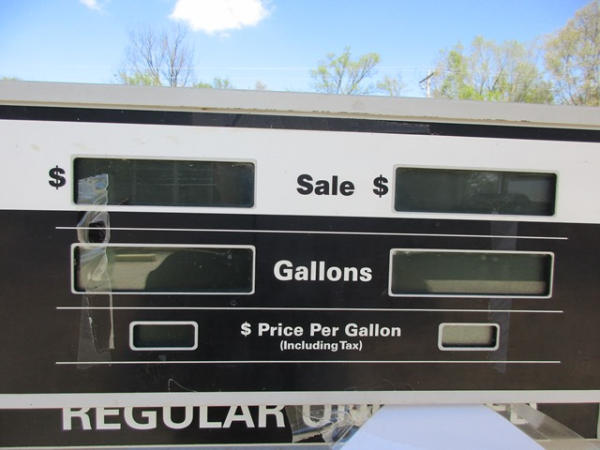 $ Sale $
Gallons
$ Price Per Gallon
(Including Tax)
REGULAR